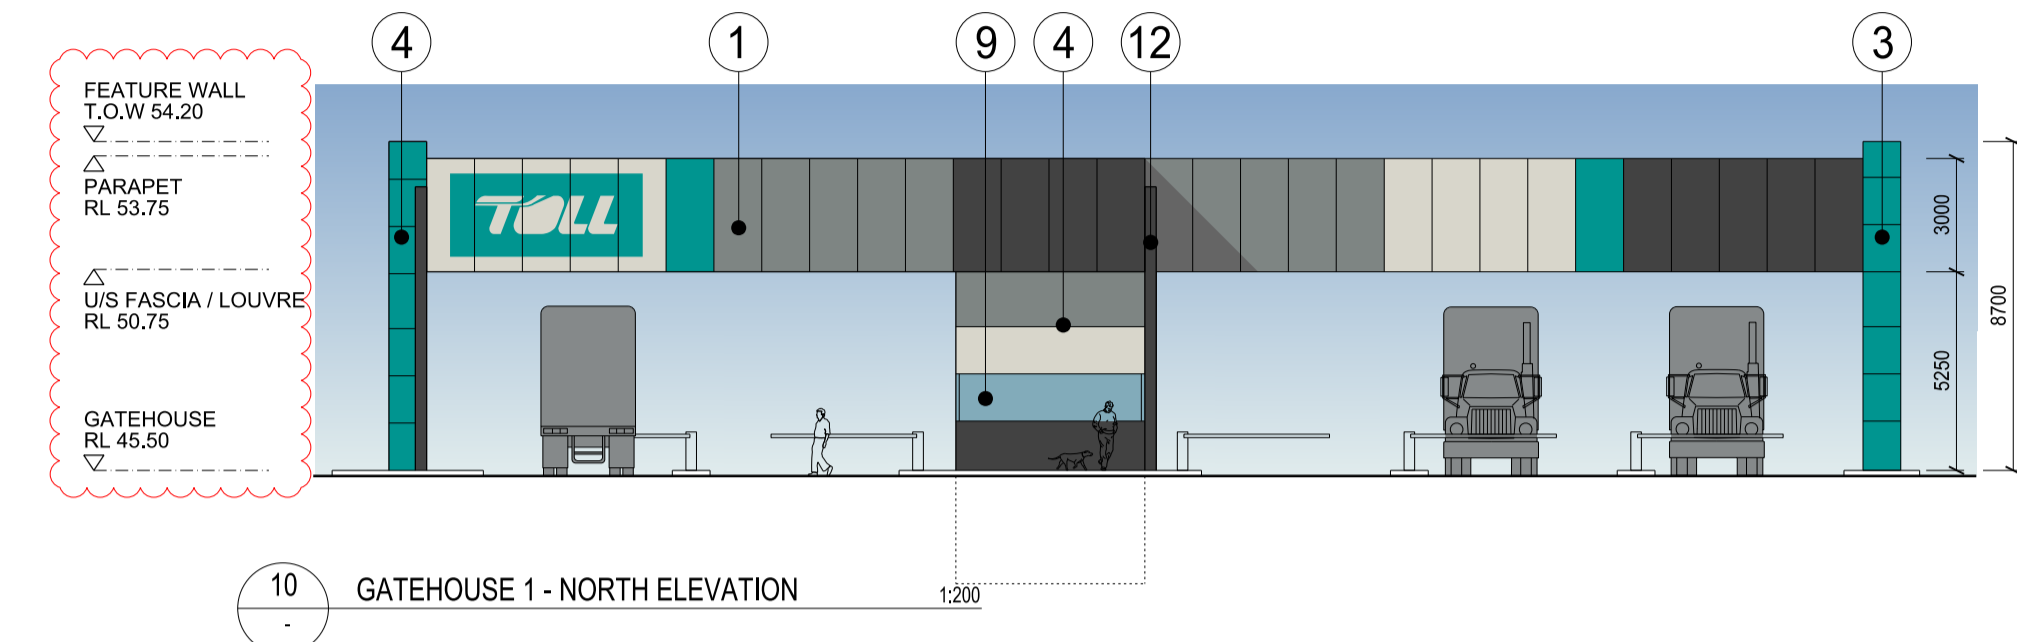 4
1
9
4
12
3
FEATURE WALL
T.O.W 54.20
PARAPET
RL 53.75
U/S FASCIA / LOUVRE
RL 50.75
GATEHOUSE
RL 45.50
TOLL
3000
5250
8700
10
-
GATEHOUSE 1 - NORTH ELEVATION
1:200